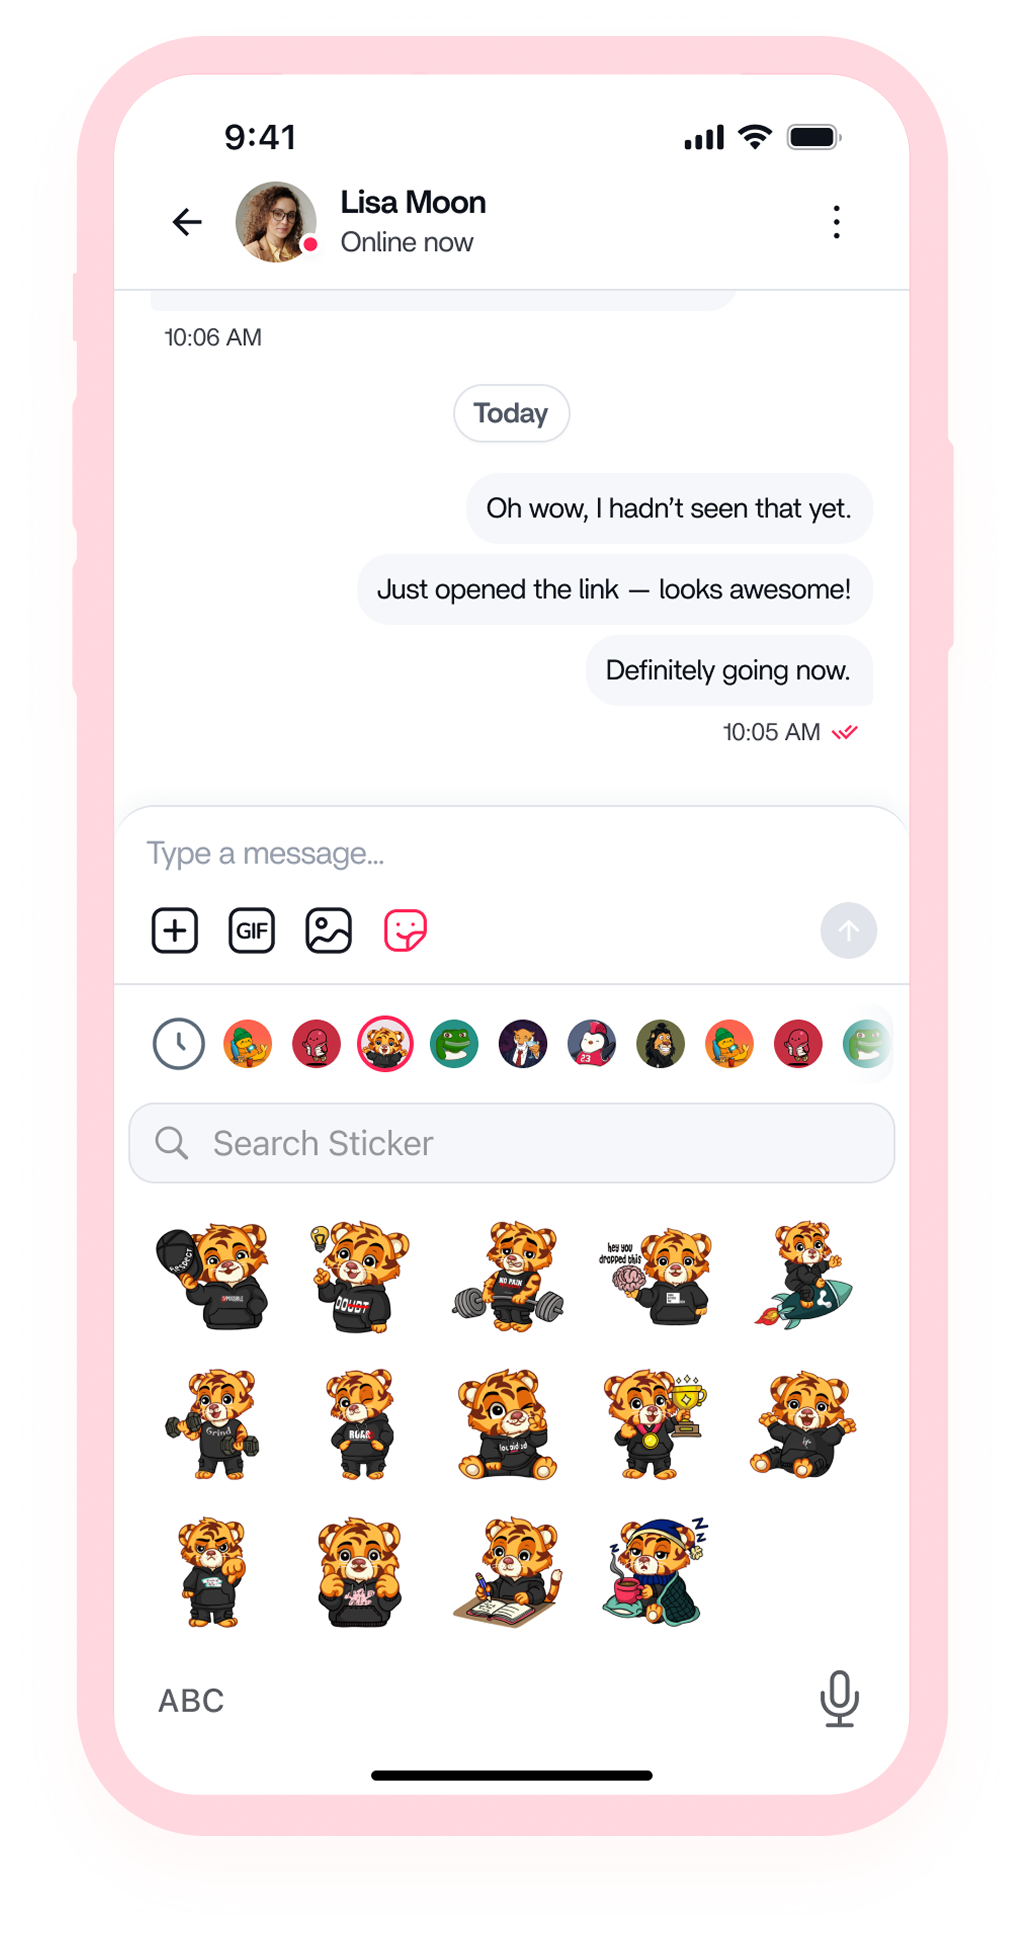 9:41
Lisa Moon
Online now
10:06 AM
Today
Oh wow, I hadn’t seen that yet.
Just opened the link — looks awesome!
Definitely going now.
10:05 AM
Type a message...
GIF
23
Search Sticker
RESPECT
DOUBT
NO PAIN
hey you
dropped this
Grind
ROAR
ABC